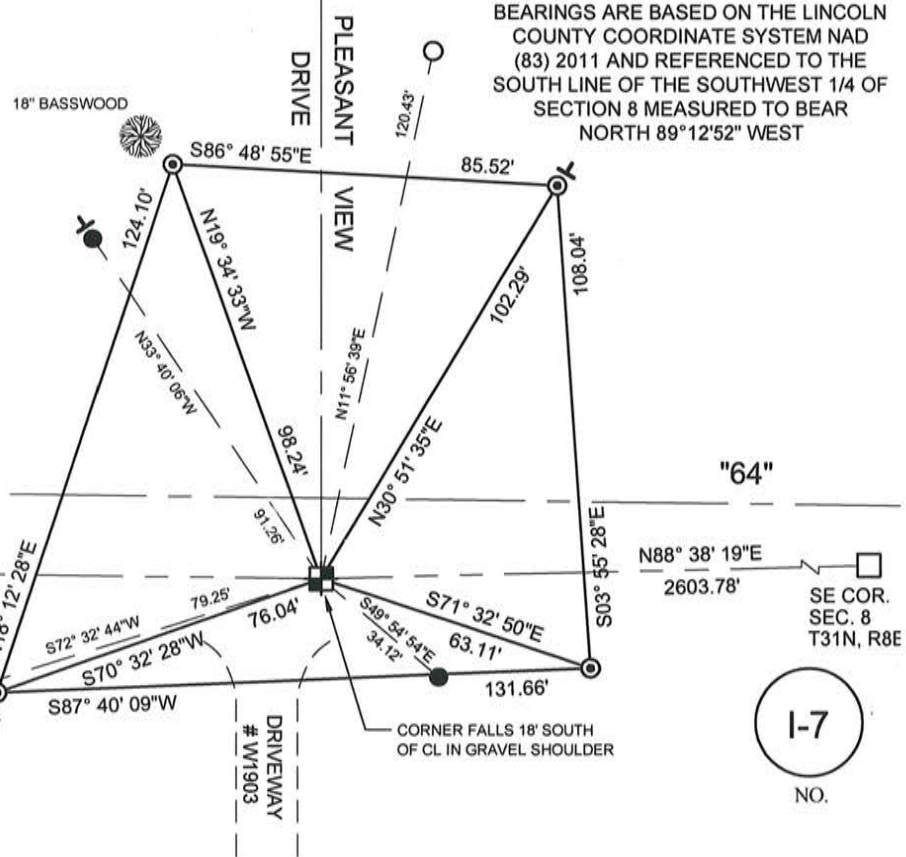 BEARINGS ARE BASED ON THE LINCOLN
COUNTY COORDINATE SYSTEM NAD
(83) 2011 AND REFERENCED TO THE
SOUTH LINE OF THE SOUTHWEST 1/4 OF
SECTION 8 MEASURED TO BEAR
NORTH 89°12'52" WEST
PLEASANT VIEW
DRIVE
18" BASSWOOD
120.43'
S86° 48' 55"E
85.52'
124.10'
N19° 34' 33"W
98.24'
N33° 40' 06"W
91.26'
N11° 56' 39"E
102.29'
N30° 51' 35"E
108.04'
S03° 55' 28"E
"64"
N88° 38' 19"E
2603.78'
SE COR.
SEC. 8
T31N, R8E
12' 28"E
S72° 32' 44"W
79.25'
76.04'
S70° 32' 28"W
S49° 54' 54"E
34.12'
S71° 32' 50"E
63.11'
S87° 40' 09"W
131.66'
CORNER FALLS 18' SOUTH
OF CL IN GRAVEL SHOULDER
DRIVEWAY
# W1903
I-7
NO.